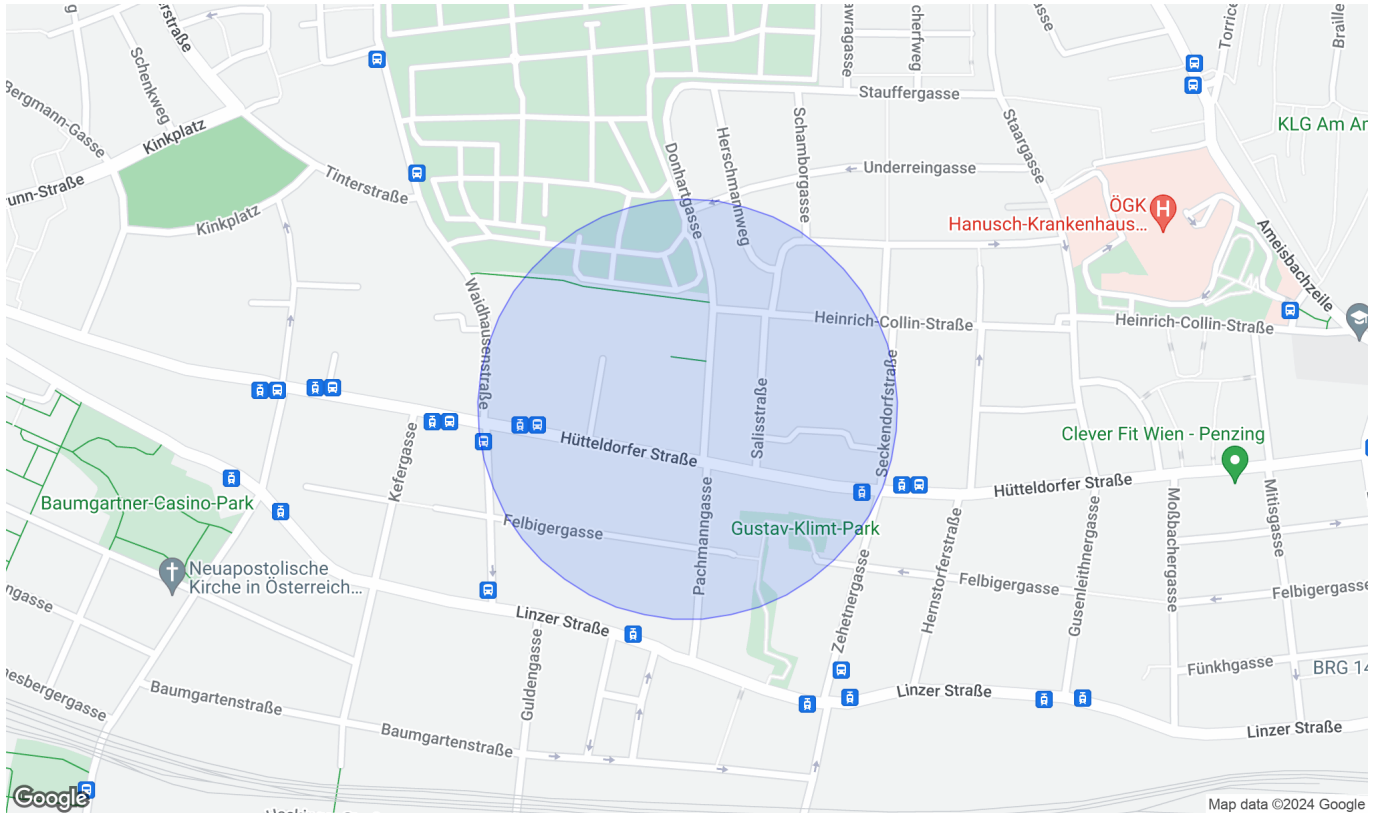 Schenkweg
Bergmann-Gasse
Kinkplatz
Kinkplatz
Tinterstraße
Donhartgasse
Herschmannweg
Schamborgasse
Stauffergasse
Underreingasse
Staargasse
KLG Am
ÖGK
Hanusch-Krankenhaus...
Ameisbachzeile
Waidhausenstraße
Heinrich-Collin-Straße
Heinrich-Collin-Straße
Salisstraße
Seckendorfstraße
Kefergasse
Hütteldorfer Straße
Clever Fit Wien - Penzing
Hütteldorfer Straße
Baumgartner-Casino-Park
Felbigergasse
Pachmanngasse
Gustav-Klimt-Park
Moßbachergasse
Mitisgasse
Neuapostolische
Kirche in Österreich...
Zehetnergasse
Hernstorferstraße
Felbigergasse
Gusenleithnergasse
Felbigergasse
Linzer Straße
Guldengasse
Fünkhgasse
BRG
Baumgartenstraße
Linzer Straße
Linzer Straße
Baumgartenstraße
Google
Map data ©2024 Google